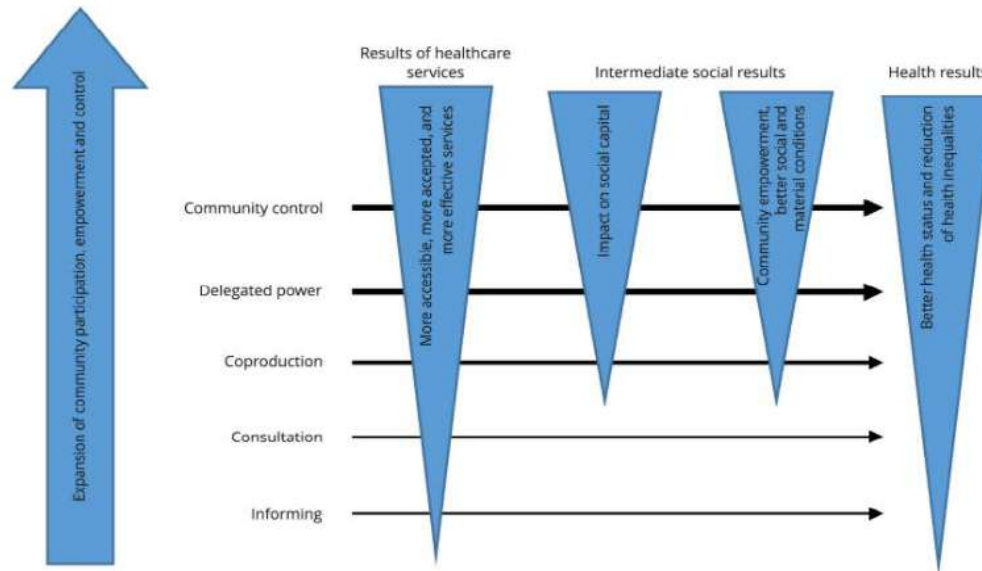 Expansion of community participation, empowerment and control
Results of healthcare
services
Intermediate social results
Health results
More accessible, more accepted, and
more effective services
Impact on social capital
Community empowerment,
better social and
material conditions
Better health status and reduction
of health inequalities
Community control
Delegated power
Coproduction
Consultation
Informing